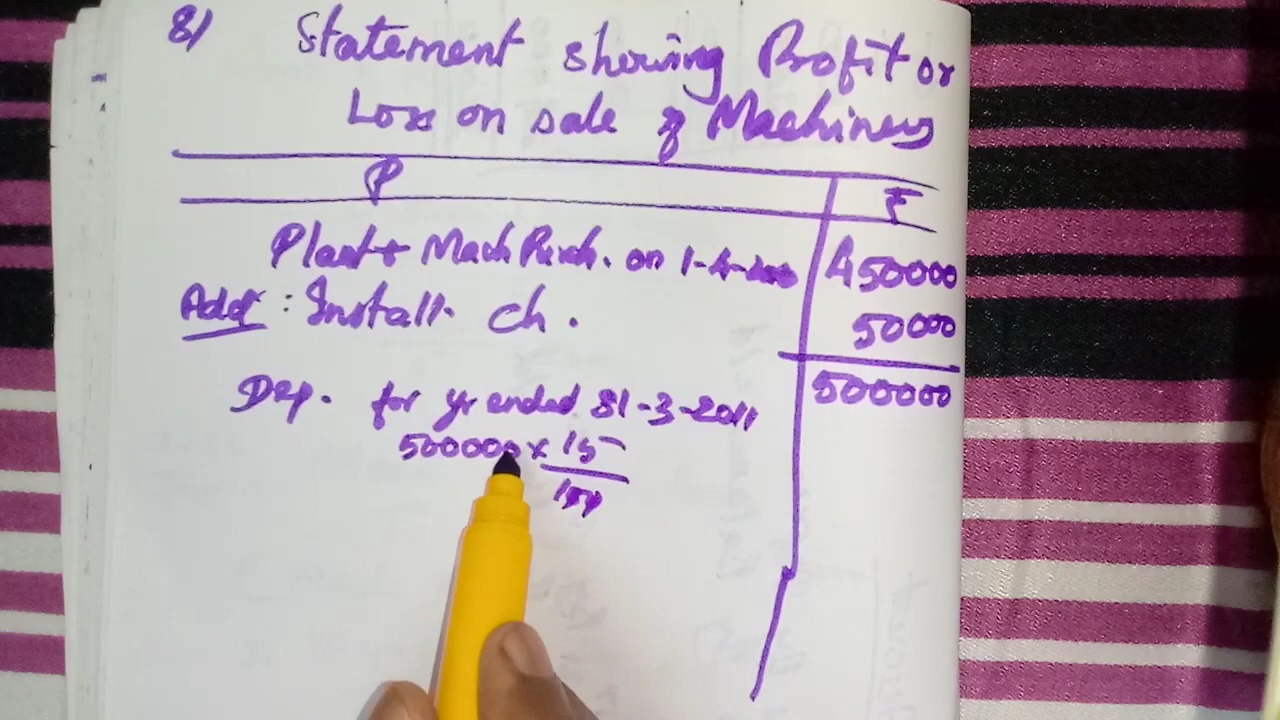 8) Statement showing Profit or
Loss on sale of Machinery
P ₹
Plant + Mach Purch. on 1-4- 450000
Add : Install. ch. 50000
500000
Dep. for yr ended 31-3-2011
500000 × 15
100